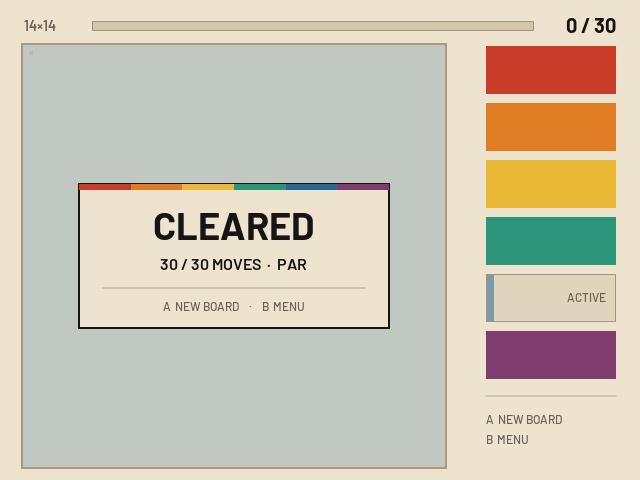 14×14
0 / 30
CLEARED
30 / 30 MOVES · PAR
A NEW BOARD · B MENU
ACTIVE
A NEW BOARD
B MENU